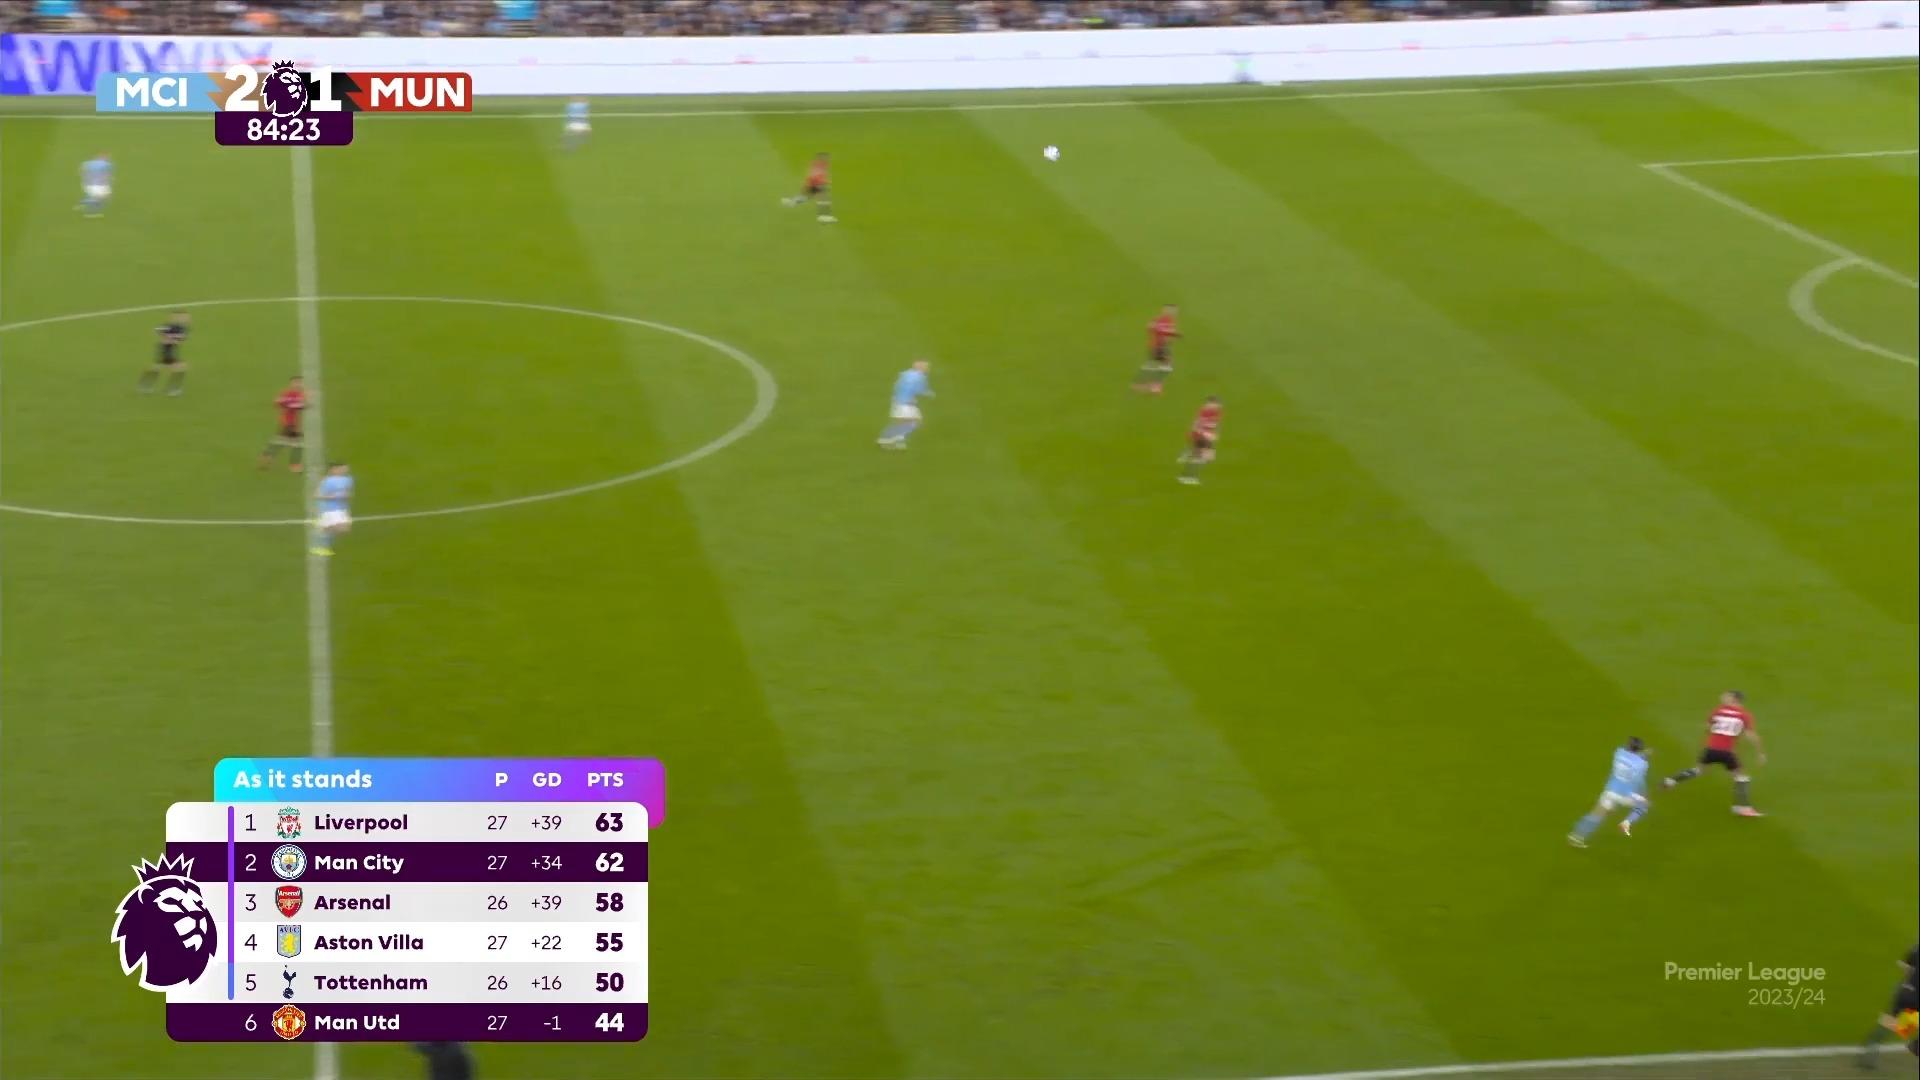 WIX
MCI 2 1 MUN
84:23
As it stands P GD PTS
1 Liverpool 27 +39 63
2 Man City 27 +34 62
3 Arsenal 26 +39 58
4 Aston Villa 27 +22 55
5 Tottenham 26 +16 50
6 Man Utd 27 -1 44
Premier League
2023/24